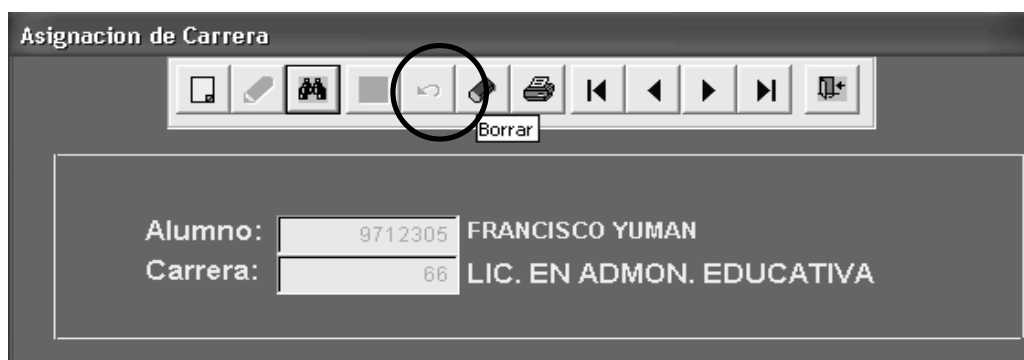 Asignacion de Carrera
Borrar
Alumno: 9712305 FRANCISCO YUMAN
Carrera: 66 LIC. EN ADMON. EDUCATIVA